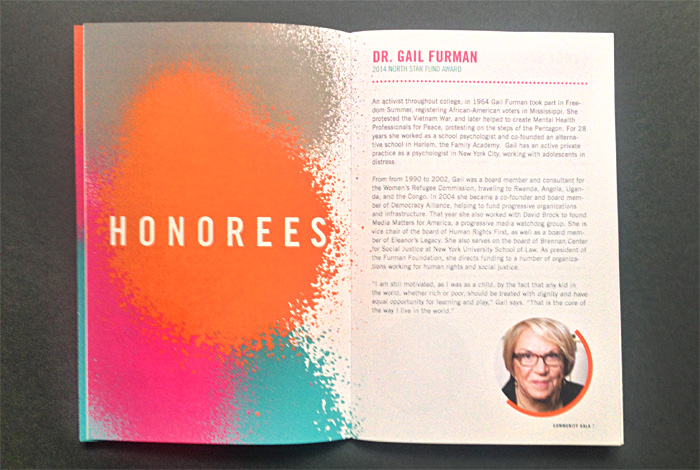 HONOREES
DR. GAIL FURMAN
2014 NORTH STAR FUND AWARD
An activist throughout college, in 1964 Gail Furman took part in Free-
dom Summer, registering African-American voters in Mississippi. She
protested the Vietnam War, and later helped to create Mental Health
Professionals for Peace, protesting on the steps of the Pentagon. For 28
years she worked as a school psychologist and co-founded an alterna-
tive school in Harlem, the Family Academy. Gail has an active private
practice as a psychologist in New York City, working with adolescents in
distress.
From from 1990 to 2002, Gail was a board member and consultant for
the Women's Refugee Commission, traveling to Rwanda, Angola, Ugan-
da, and the Congo. In 2004 she became a co-founder and board mem-
ber of Democracy Alliance, helping to fund progressive organizations
and infrastructure. That year she also worked with David Brock to found
Media Matters for America, a progressive media watchdog group. She is
vice chair of the board of Human Rights First, as well as a board mem-
ber of Eleanor's Legacy. She also serves on the board of Brennan Center
for Social Justice at New York University School of Law. As president of
the Furman Foundation, she directs funding to a number of organiza-
tions working for human rights and social justice.
"I am still motivated, as I was as a child, by the fact that any kid in
the world, whether rich or poor, should be treated with dignity and have
equal opportunity for learning and play," Gail says. "That is the core of
the way I live in the world."
COMMUNITY GALA 7